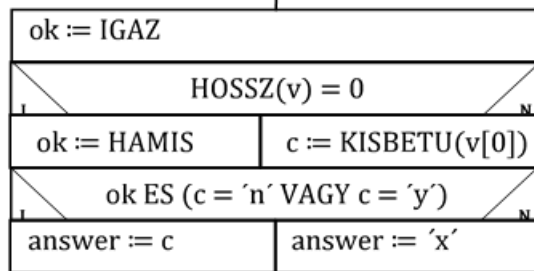 ok := IGAZ
HOSSZ(v) = 0
I N
ok := HAMIS c := KISBETU(v[0])
ok ES (c = ´n´ VAGY c = ´y´)
I N
answer := c answer := ´x´